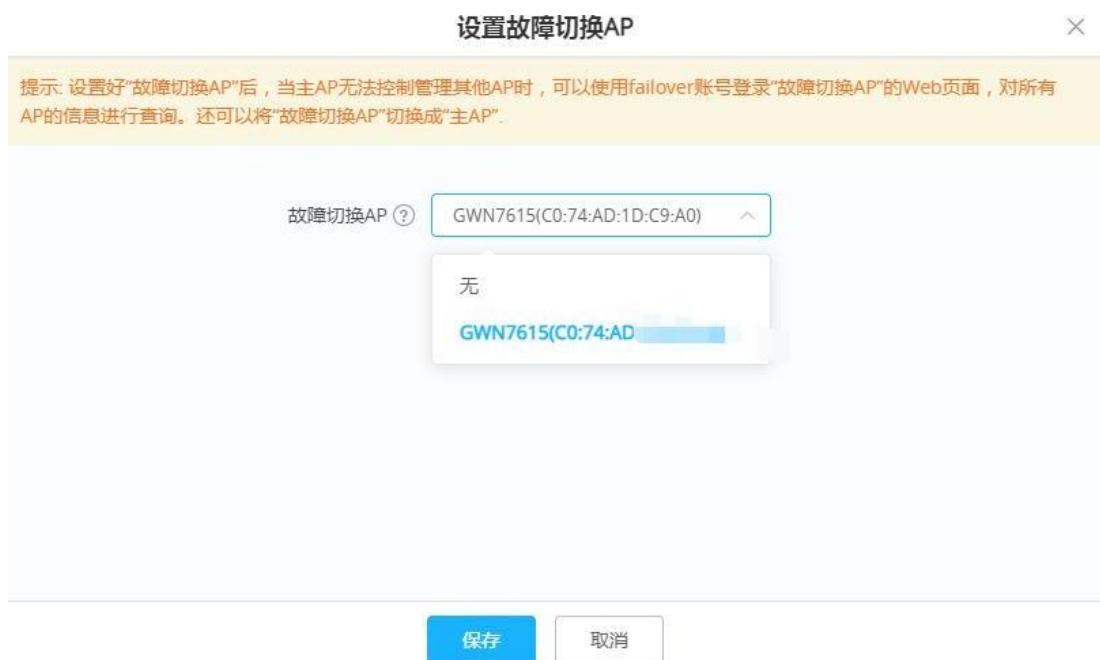 设置故障切换AP
提示: 设置好“故障切换AP”后，当主AP无法控制管理其他AP时，可以使用failover账号登录“故障切换AP”的Web页面，对所有
AP的信息进行查询。还可以将“故障切换AP”切换成“主AP”.
故障切换AP ? GWN7615(C0:74:AD:1D:C9:A0)
无
GWN7615(C0:74:AD
保存 取消